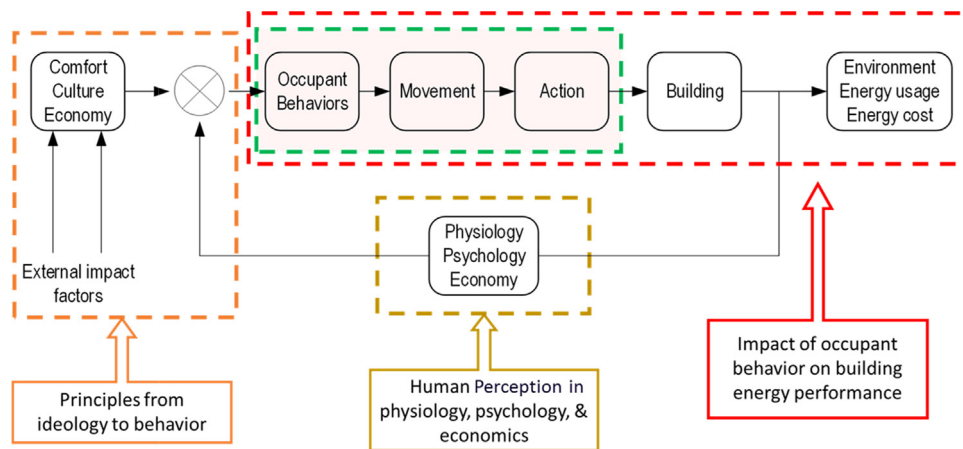 Comfort
Culture
Economy
Occupant
Behaviors
Movement
Action
Building
Environment
Energy usage
Energy cost
Physiology
Psychology
Economy
External impact
factors
Principles from
ideology to behavior
Human Perception in
physiology, psychology, &
economics
Impact of occupant
behavior on building
energy performance